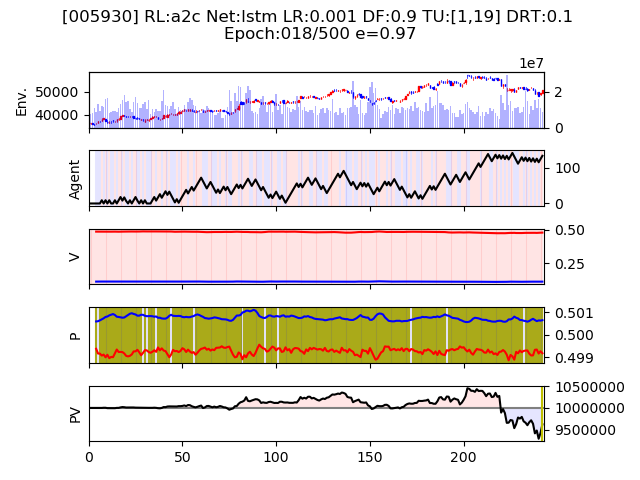 [005930] RL:a2c Net:lstm LR:0.001 DF:0.9 TU:[1,19] DRT:0.1
Epoch:018/500 e=0.97
1e7
Env.
50000
40000
2
0
Agent
100
0
V
0.50
0.25
P
0.501
0.500
0.499
PV
10500000
10000000
9500000
0 50 100 150 200